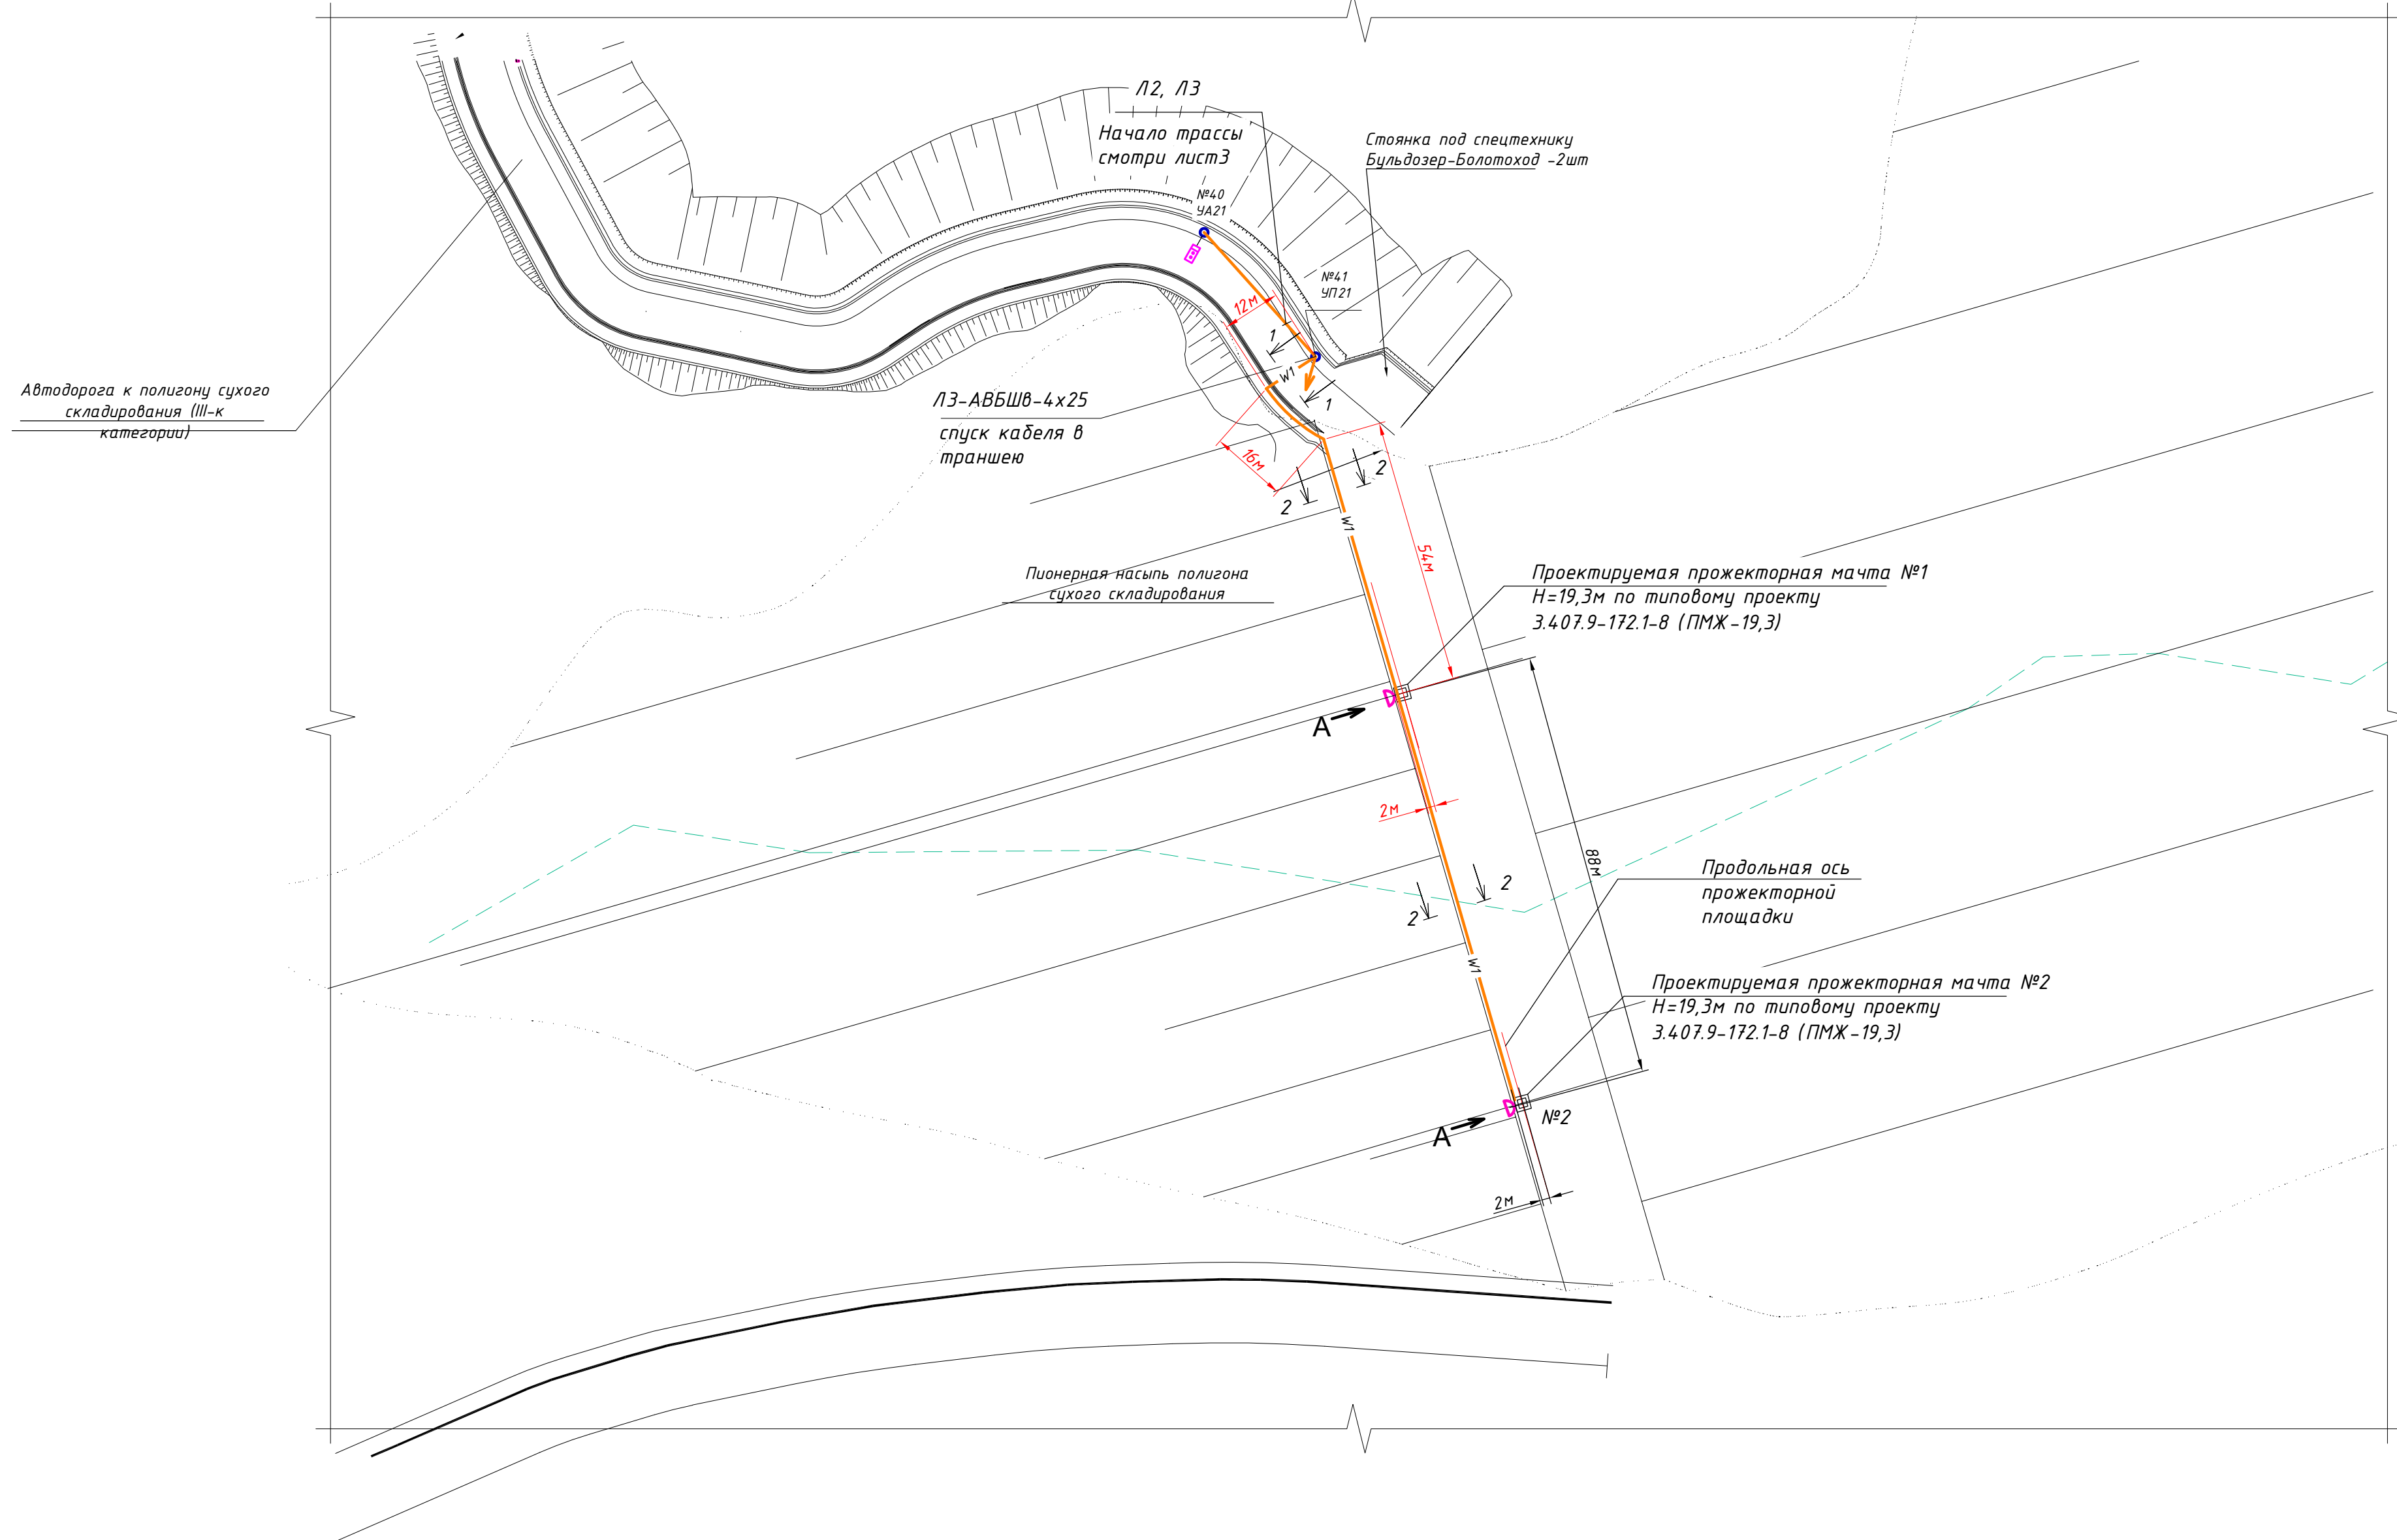 Л2, Л3
Начало трассы
смотри лист3
Стоянка под спецтехнику
Бульдозер-Болотоход -2шт
№40
УА21
№41
УП21
12м
1
W1
1
Автодорога к полигону сухого
складирования (III-к
категории)
Л3-АВБШв-4х25
спуск кабеля в
траншею
16м
2
2
W1
54м
Пионерная насыпь полигона
сухого складирования
Проектируемая прожекторная мачта №1
Н=19,3м по типовому проекту
3.407.9-172.1-8 (ПМЖ-19,3)
А
2м
88м
Продольная ось
прожекторной
площадки
2
2
W1
Проектируемая прожекторная мачта №2
Н=19,3м по типовому проекту
3.407.9-172.1-8 (ПМЖ-19,3)
№2
А
2м